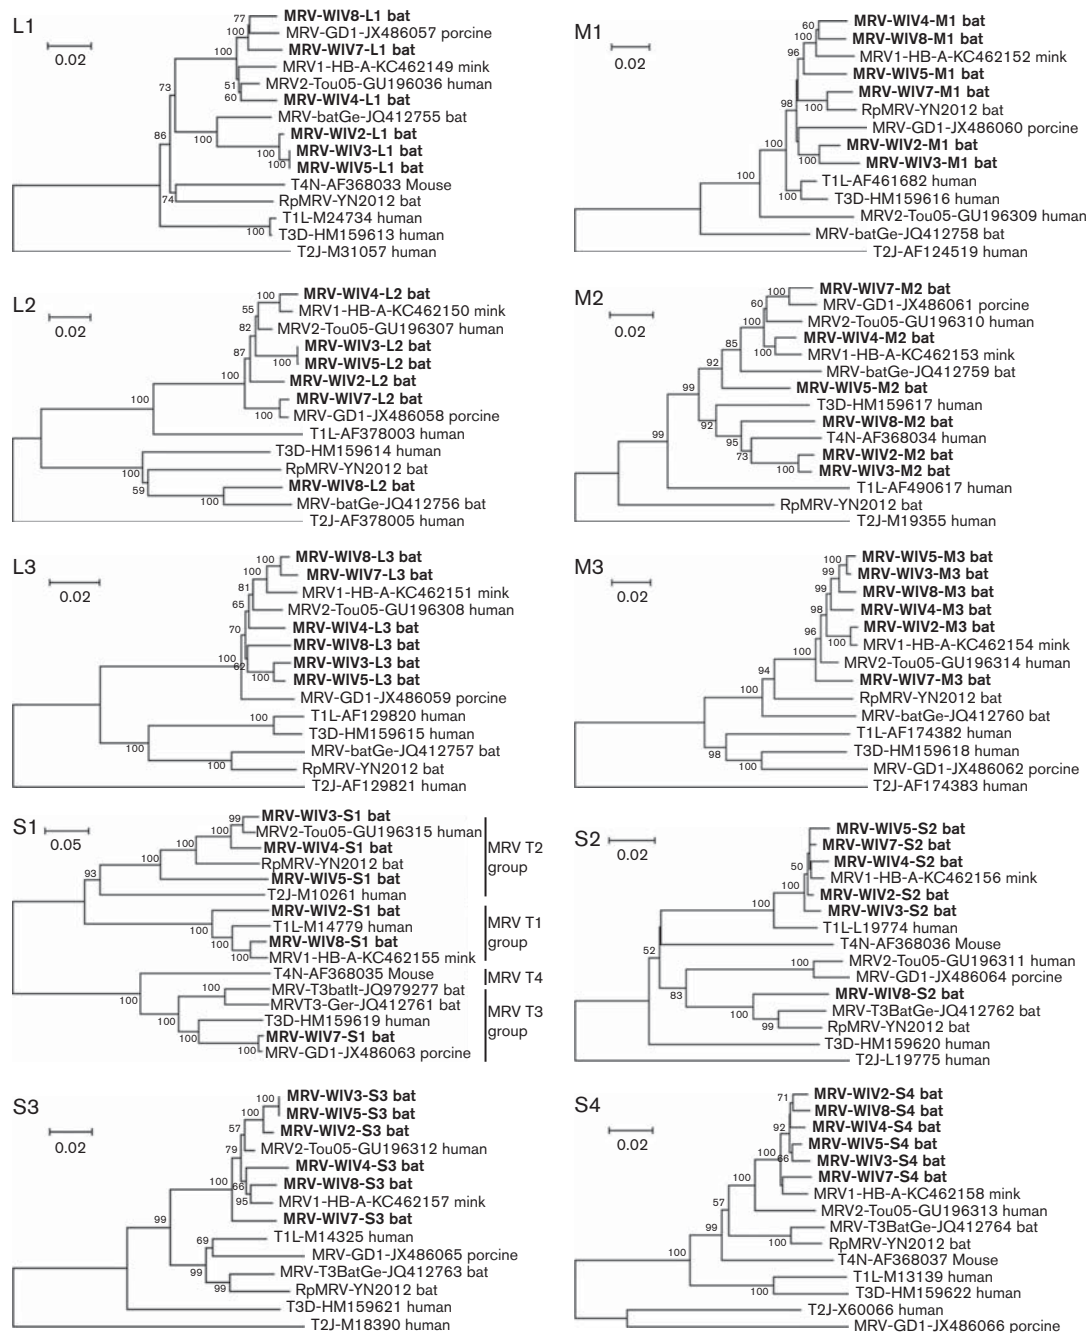 L1
0.02
77
MRV-WIV8-L1 bat
MRV-GD1-JX486057 porcine
100
MRV-WIV7-L1 bat
100
MRV1-HB-A-KC462149 mink
MRV2-Tou05-GU196036 human
51
60
MRV-WIV4-L1 bat
73
MRV-batGe-JQ412755 bat
MRV-WIV2-L1 bat
100
MRV-WIV3-L1 bat
100
100
MRV-WIV5-L1 bat
86
T4N-AF368033 Mouse
74
RpMRV-YN2012 bat
T1L-M24734 human
100
T3D-HM159613 human
T2J-M31057 human
M1
0.02
60
MRV-WIV4-M1 bat
100
MRV-WIV8-M1 bat
96
MRV1-HB-A-KC462152 mink
MRV-WIV5-M1 bat
MRV-WIV7-M1 bat
98
100
RpMRV-YN2012 bat
MRV-GD1-JX486060 porcine
100
MRV-WIV2-M1 bat
100
MRV-WIV3-M1 bat
100
T1L-AF461682 human
100
T3D-HM159616 human
MRV2-Tou05-GU196309 human
MRV-batGe-JQ412758 bat
T2J-AF124519 human
L2
0.02
100
MRV-WIV4-L2 bat
55
MRV1-HB-A-KC462150 mink
82
MRV2-Tou05-GU196307 human
MRV-WIV3-L2 bat
87
100
MRV-WIV5-L2 bat
100
MRV-WIV2-L2 bat
MRV-WIV7-L2 bat
100
MRV-GD1-JX486058 porcine
100
T1L-AF378003 human
T3D-HM159614 human
100
RpMRV-YN2012 bat
59
MRV-WIV8-L2 bat
100
MRV-batGe-JQ412756 bat
T2J-AF378005 human
M2
0.02
100
MRV-WIV7-M2 bat
60
MRV-GD1-JX486061 porcine
100
MRV2-Tou05-GU196310 human
MRV-WIV4-M2 bat
85
100
MRV1-HB-A-KC462153 mink
92
MRV-batGe-JQ412759 bat
99
MRV-WIV5-M2 bat
T3D-HM159617 human
92
MRV-WIV8-M2 bat
99
95
T4N-AF368034 human
73
MRV-WIV2-M2 bat
100
MRV-WIV3-M2 bat
T1L-AF490617 human
RpMRV-YN2012 bat
T2J-M19355 human
L3
0.02
100
MRV-WIV8-L3 bat
100
MRV-WIV7-L3 bat
81
MRV1-HB-A-KC462151 mink
65
MRV2-Tou05-GU196308 human
70
MRV-WIV4-L3 bat
MRV-WIV8-L3 bat
100
62
MRV-WIV3-L3 bat
100
MRV-WIV5-L3 bat
MRV-GD1-JX486059 porcine
100
T1L-AF129820 human
T3D-HM159615 human
100
MRV-batGe-JQ412757 bat
100
RpMRV-YN2012 bat
T2J-AF129821 human
M3
0.02
100
MRV-WIV5-M3 bat
99
MRV-WIV3-M3 bat
99
MRV-WIV8-M3 bat
98
MRV-WIV4-M3 bat
96
MRV-WIV2-M3 bat
100
MRV1-HB-A-KC462154 mink
100
MRV2-Tou05-GU196314 human
94
MRV-WIV7-M3 bat
100
RpMRV-YN2012 bat
MRV-batGe-JQ412760 bat
T1L-AF174382 human
98
T3D-HM159618 human
100
MRV-GD1-JX486062 porcine
T2J-AF174383 human
S1
0.05
99
MRV-WIV3-S1 bat
100
MRV2-Tou05-GU196315 human
100
MRV-WIV4-S1 bat
100
RpMRV-YN2012 bat
93
MRV-WIV5-S1 bat
T2J-M10261 human
MRV T2
group
MRV-WIV2-S1 bat
100
T1L-M14779 human
100
MRV-WIV8-S1 bat
100
MRV1-HB-A-KC462155 mink
MRV T1
group
T4N-AF368035 Mouse
MRV T4
100
MRV-T3batIt-JQ979277 bat
100
MRVT3-Ger-JQ412761 bat
100
T3D-HM159619 human
100
MRV-WIV7-S1 bat
100
MRV-GD1-JX486063 porcine
MRV T3
group
S2
0.02
MRV-WIV5-S2 bat
MRV-WIV7-S2 bat
50
MRV-WIV4-S2 bat
MRV1-HB-A-KC462156 mink
100
MRV-WIV2-S2 bat
100
MRV-WIV3-S2 bat
T1L-L19774 human
52
T4N-AF368036 Mouse
MRV2-Tou05-GU196311 human
100
MRV-GD1-JX486064 porcine
83
MRV-WIV8-S2 bat
100
MRV-T3BatGe-JQ412762 bat
99
RpMRV-YN2012 bat
T3D-HM159620 human
T2J-L19775 human
S3
0.02
100
MRV-WIV3-S3 bat
100
MRV-WIV5-S3 bat
57
MRV-WIV2-S3 bat
79
MRV2-Tou05-GU196312 human
MRV-WIV4-S3 bat
100
66
MRV-WIV8-S3 bat
95
MRV1-HB-A-KC462157 mink
99
MRV-WIV7-S3 bat
69
T1L-M14325 human
MRV-GD1-JX486065 porcine
99
MRV-T3BatGe-JQ412763 bat
99
RpMRV-YN2012 bat
T3D-HM159621 human
T2J-M18390 human
S4
0.02
71
MRV-WIV2-S4 bat
MRV-WIV8-S4 bat
92
MRV-WIV4-S4 bat
MRV-WIV5-S4 bat
100
66
MRV-WIV3-S4 bat
MRV-WIV7-S4 bat
100
MRV1-HB-A-KC462158 mink
57
MRV2-Tou05-GU196313 human
99
MRV-T3BatGe-JQ412764 bat
100
RpMRV-YN2012 bat
100
T4N-AF368037 Mouse
T1L-M13139 human
100
T3D-HM159622 human
T2J-X60066 human
MRV-GD1-JX486066 porcine